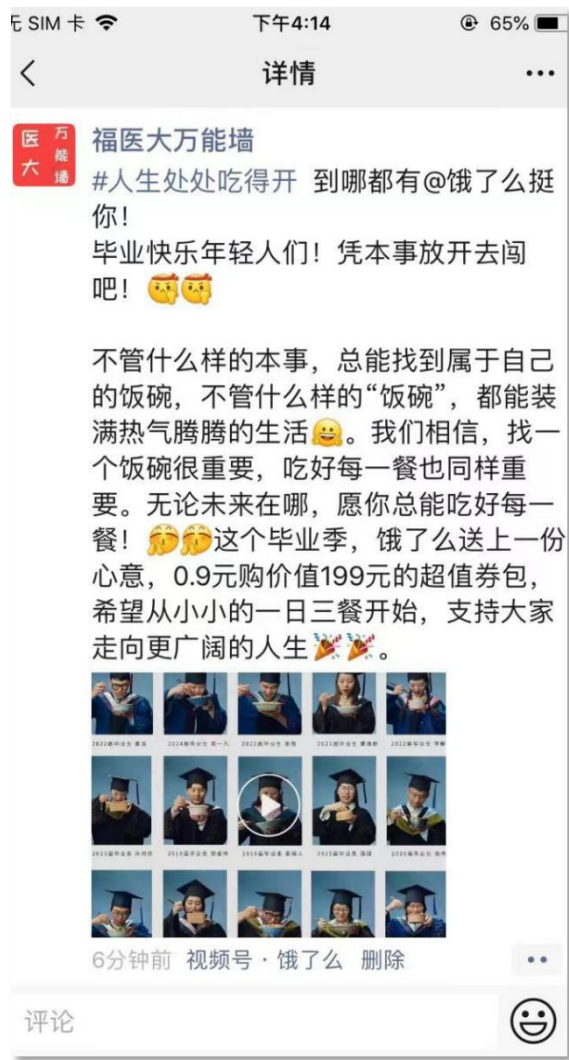 无 SIM 卡 下午4:14 65%
详情
医大 万能墙
福医大万能墙
#人生处处吃得开 到哪都有@饿了么挺
你！
毕业快乐年轻人们！凭本事放开去闯
吧！
不管什么样的本事，总能找到属于自己
的饭碗，不管什么样的“饭碗”，都能装
满热气腾腾的生活。我们相信，找一
个饭碗很重要，吃好每一餐也同样重
要。无论未来在哪，愿你总能吃好每一
餐！这个毕业季，饿了么送上一份
心意，0.9元购价值199元的超值券包，
希望从小小的一日三餐开始，支持大家
走向更广阔的人生。
6分钟前 视频号 · 饿了么 删除
评论